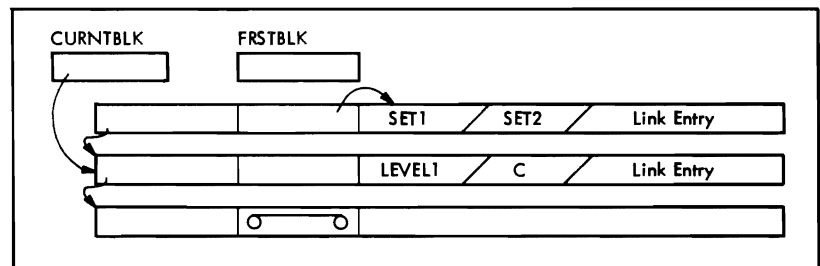 CURNTBLK FRSTBLK
SET1 SET2 Link Entry
LEVEL1 C Link Entry